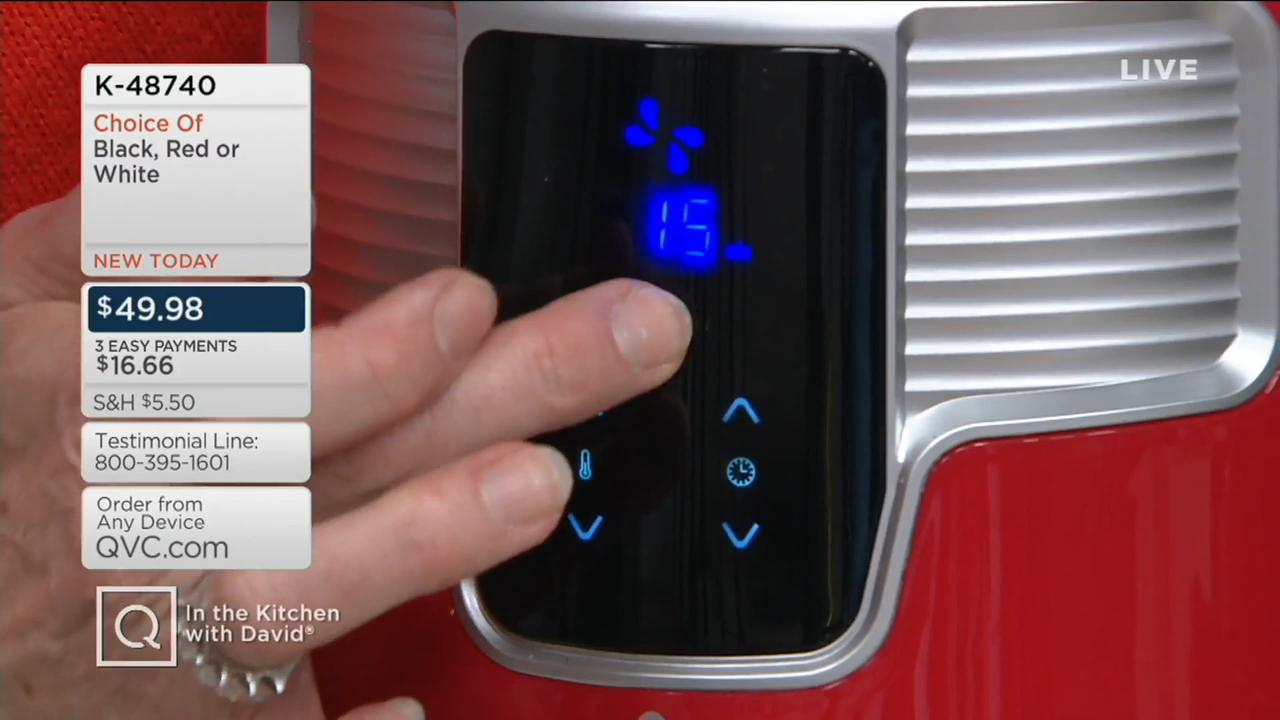 K-48740
Choice Of
Black, Red or
White
NEW TODAY
$49.98
3 EASY PAYMENTS
$16.66
S&H $5.50
Testimonial Line:
800-395-1601
Order from
Any Device
QVC.com
Q
In the Kitchen
with David®
LIVE
15